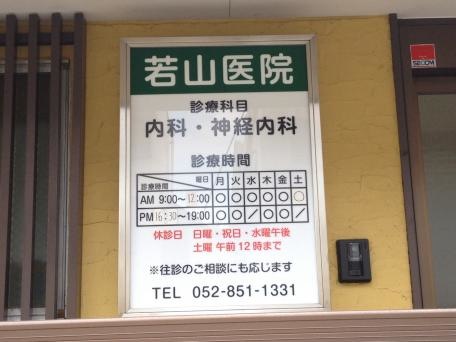 若山医院
診療科目
内科・神経内科
診療時間
診療時間 曜日 月 火 水 木 金 土
AM 9:00～12:00 ○ ○ ○ ○ ○ ○
PM 16:30～19:00 ○ ○ ／ ○ ○ ／
休診日 日曜・祝日・水曜午後
土曜 午前12時まで
※往診のご相談にも応じます
TEL 052-851-1331
SECOM